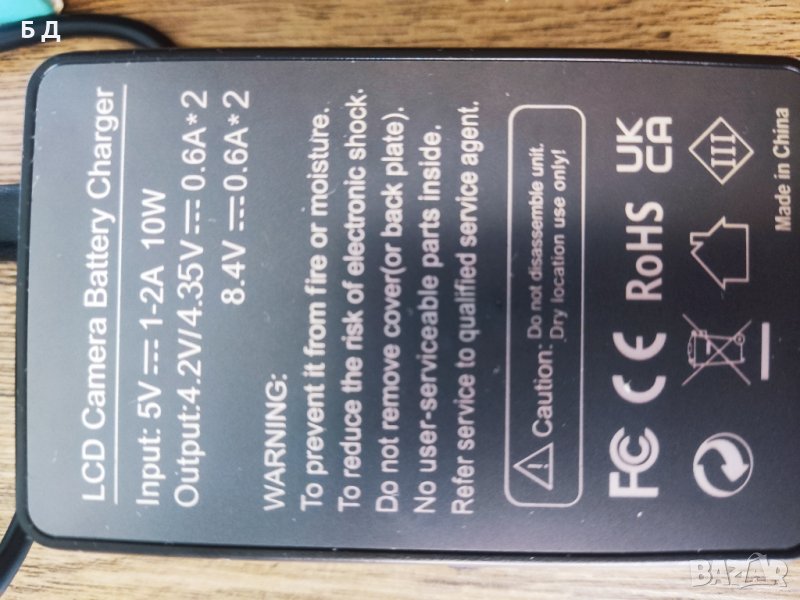 Б Д
LCD Camera Battery Charger
Input: 5V⎓1-2A 10W
Output:4.2V/4.35V⎓0.6A*2
8.4V⎓0.6A*2
WARNING:
To prevent it from fire or moisture.
To reduce the risk of electronic shock.
Do not remove cover(or back plate).
No user-serviceable parts inside.
Refer service to qualified service agent.
Caution: Do not disassemble unit.
Dry location use only!
FC CE RoHS UK CA
III
Made in China
BAZAR